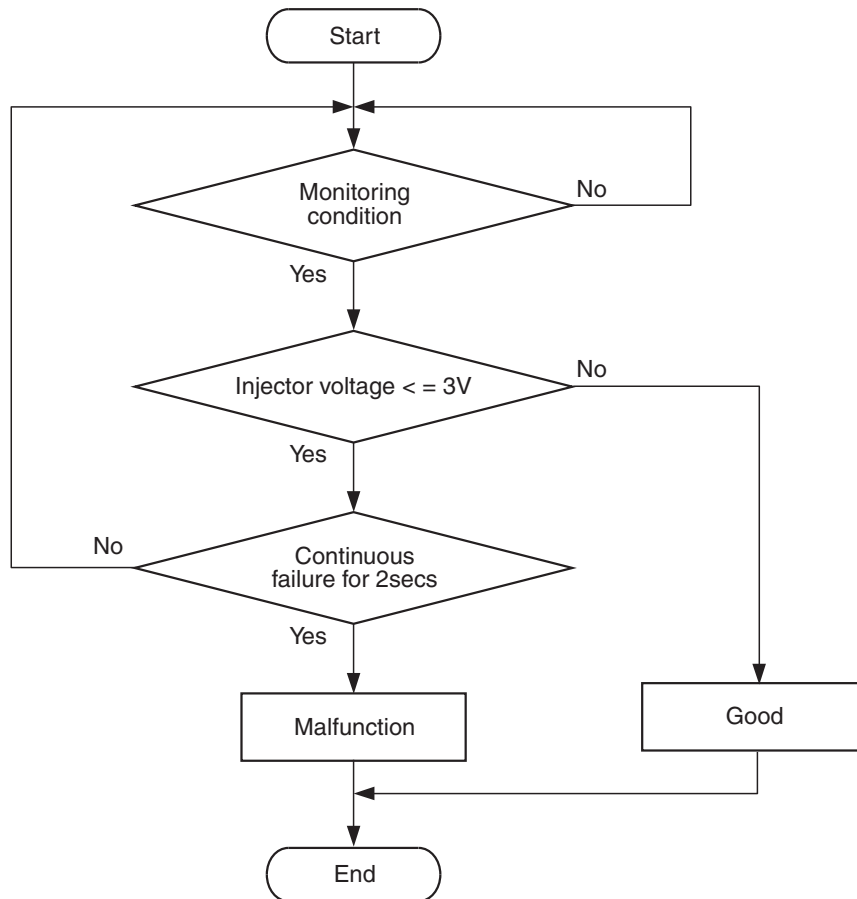 Start
Monitoring
condition
No
Yes
Injector voltage < = 3V
No
Yes
No
Continuous
failure for 2secs
Yes
Malfunction
Good
End